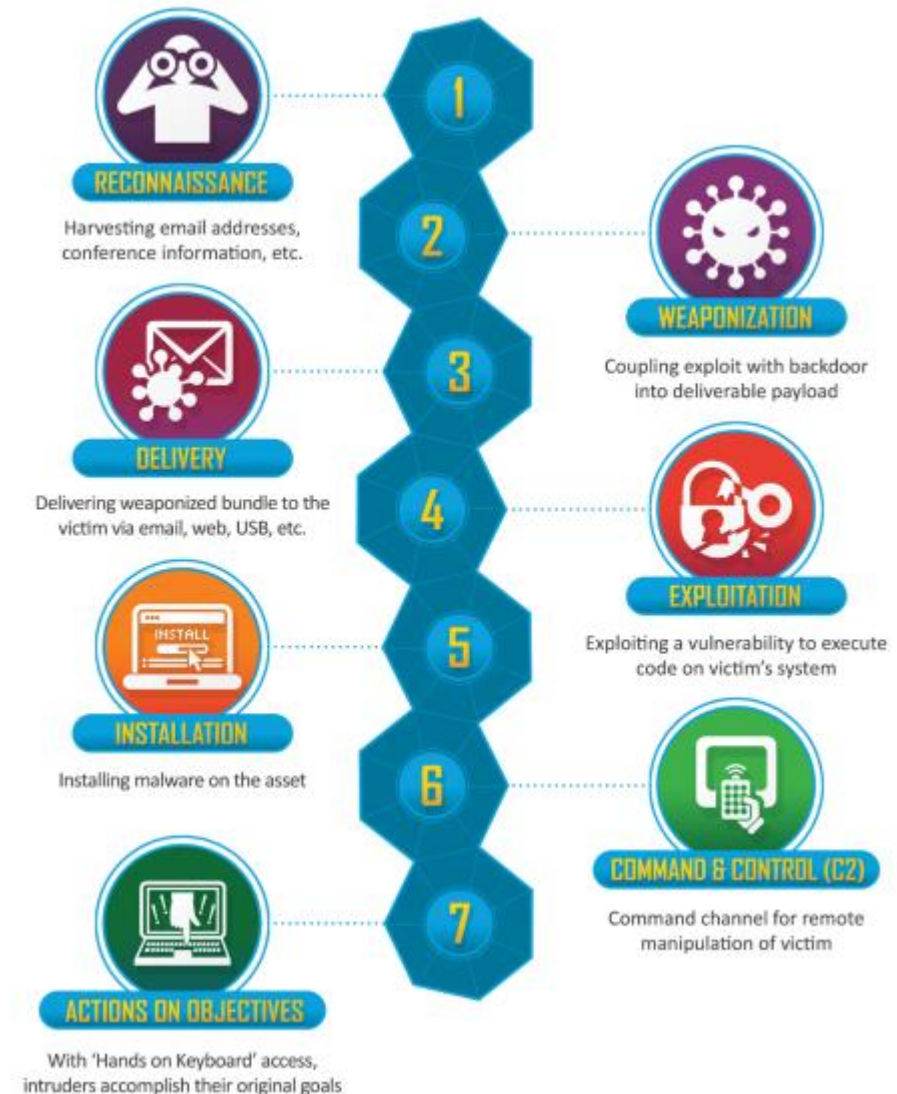 1
RECONNAISSANCE
Harvesting email addresses,
conference information, etc.
2
WEAPONIZATION
Coupling exploit with backdoor
into deliverable payload
3
DELIVERY
Delivering weaponized bundle to the
victim via email, web, USB, etc.
4
EXPLOITATION
Exploiting a vulnerability to execute
code on victim's system
5
INSTALL
INSTALLATION
Installing malware on the asset
6
COMMAND & CONTROL (C2)
Command channel for remote
manipulation of victim
7
ACTIONS ON OBJECTIVES
With 'Hands on Keyboard' access,
intruders accomplish their original goals